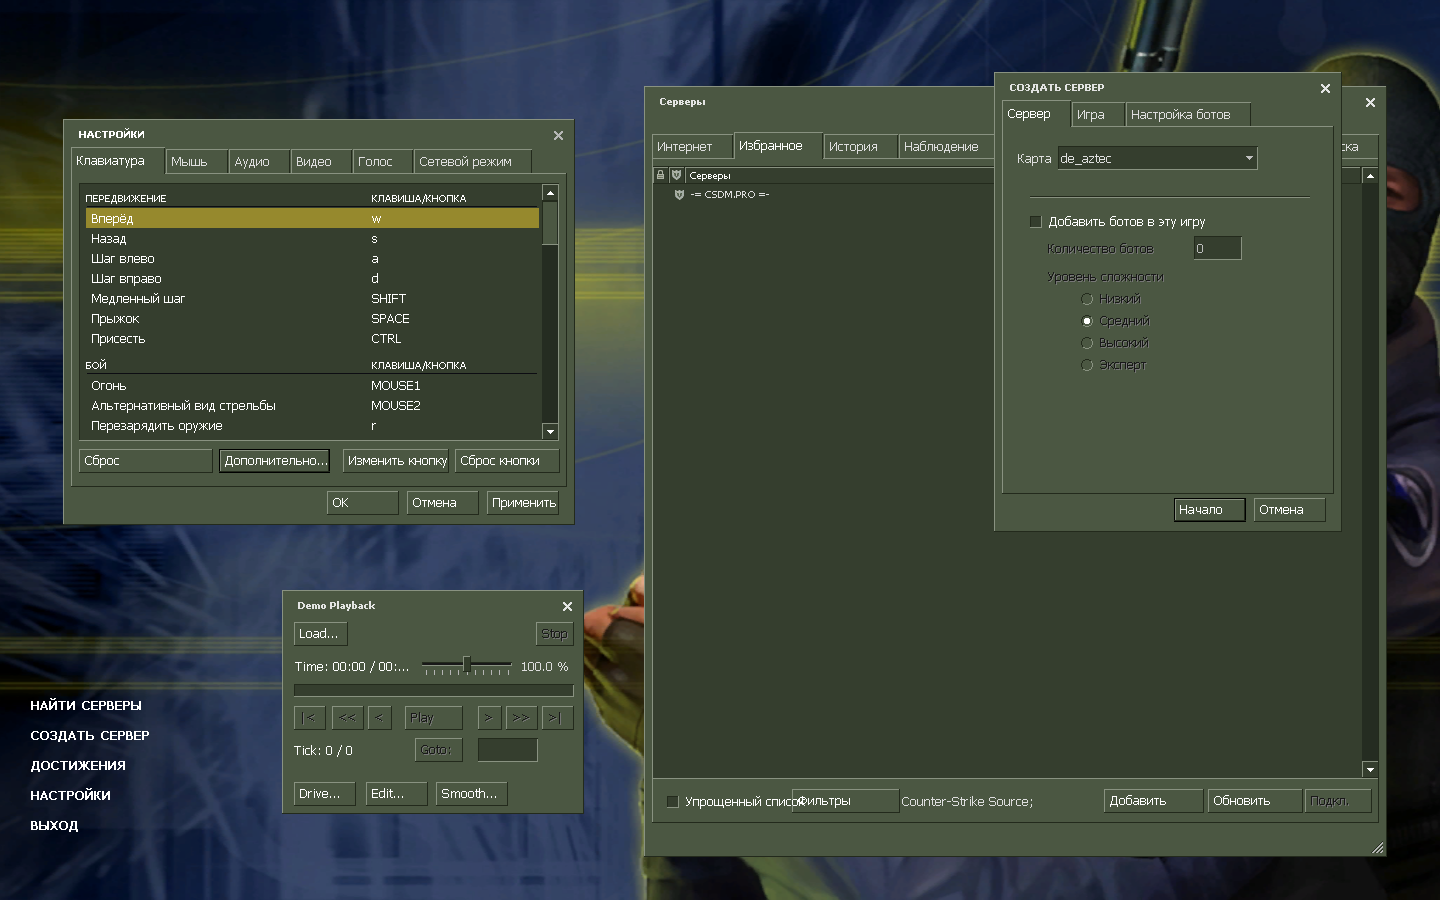 НАСТРОЙКИ
Клавиатура Мышь Аудио Видео Голос Сетевой режим
ПЕРЕДВИЖЕНИЕ КЛАВИША/КНОПКА
Вперёд w
Назад s
Шаг влево a
Шаг вправо d
Медленный шаг SHIFT
Прыжок SPACE
Присесть CTRL
БОЙ КЛАВИША/КНОПКА
Огонь MOUSE1
Альтернативный вид стрельбы MOUSE2
Перезарядить оружие r
Сброс Дополнительно... Изменить кнопку Сброс кнопки
OK Отмена Применить
Серверы
Интернет Избранное История Наблюдение ска
Серверы
-= CSDM.PRO =-
Упрощенный список Фильтры Counter-Strike Source; Добавить Обновить Подкл.
СОЗДАТЬ СЕРВЕР
Сервер Игра Настройка ботов
Карта de_aztec
Добавить ботов в эту игру
Количество ботов 0
Уровень сложности
Низкий
Средний
Высокий
Эксперт
Начало Отмена
Demo Playback
Load... Stop
Time: 00:00 / 00:... 100.0 %
|< << < Play > >> >|
Tick: 0 / 0 Goto:
Drive... Edit... Smooth...
НАЙТИ СЕРВЕРЫ
СОЗДАТЬ СЕРВЕР
ДОСТИЖЕНИЯ
НАСТРОЙКИ
ВЫХОД